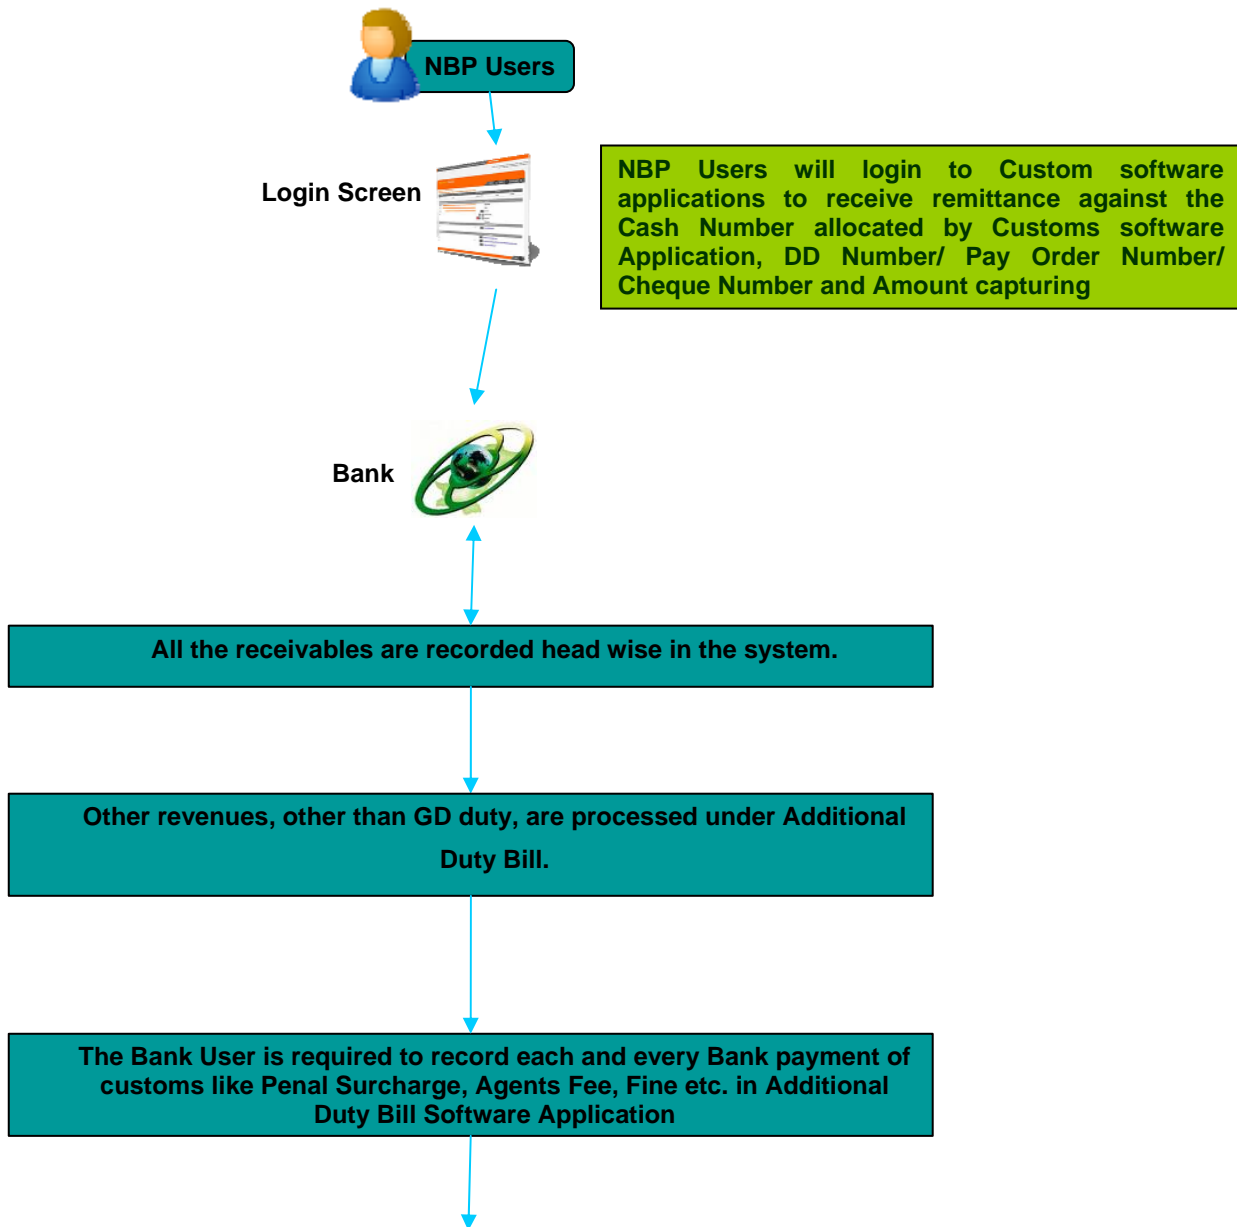 NBP Users
Login Screen
NBP Users will login to Custom software
applications to receive remittance against the
Cash Number allocated by Customs software
Application, DD Number/ Pay Order Number/
Cheque Number and Amount capturing
Bank
All the receivables are recorded head wise in the system.
Other revenues, other than GD duty, are processed under Additional
Duty Bill.
The Bank User is required to record each and every Bank payment of
customs like Penal Surcharge, Agents Fee, Fine etc. in Additional
Duty Bill Software Application